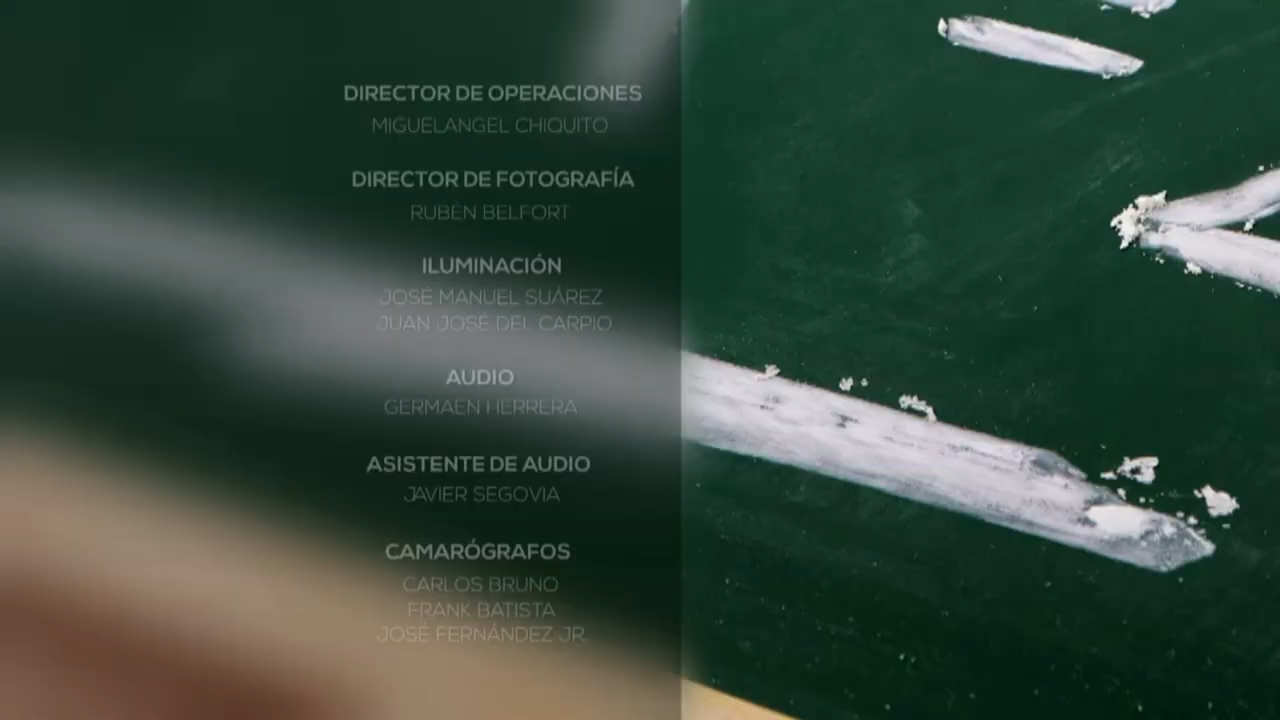 DIRECTOR DE OPERACIONES
MIGUELANGEL CHIQUITO
DIRECTOR DE FOTOGRAFÍA
RUBÉN BELFORT
ILUMINACIÓN
JOSÉ MANUEL SUÁREZ
JUAN JOSÉ DEL CARPIO
AUDIO
GERMAEN HERRERA
ASISTENTE DE AUDIO
JAVIER SEGOVIA
CAMARÓGRAFOS
CARLOS BRUNO
FRANK BATISTA
JOSÉ FERNÁNDEZ JR.